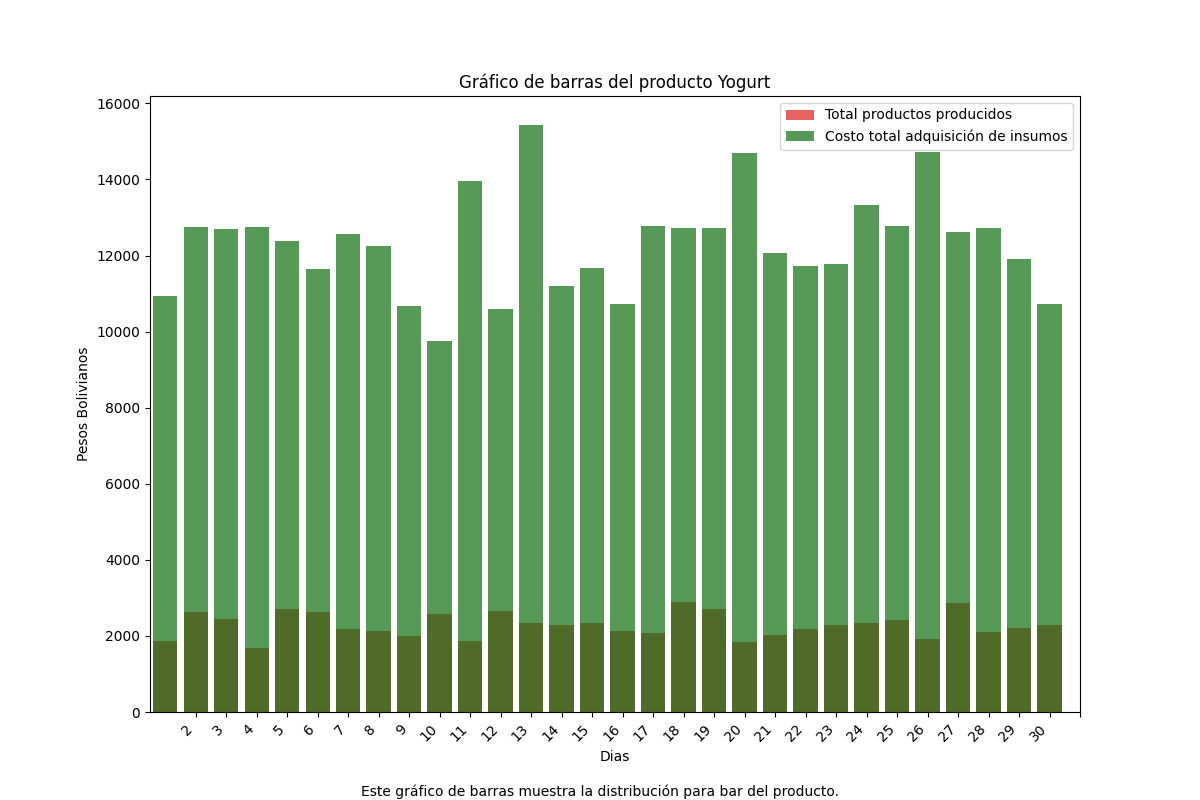 Gráfico de barras del producto Yogurt
Total productos producidos
Costo total adquisición de insumos
16000
14000
12000
10000
8000
6000
4000
2000
0
Pesos Bolivianos
2 3 4 5 6 7 8 9 10 11 12 13 14 15 16 17 18 19 20 21 22 23 24 25 26 27 28 29 30
Dias
Este gráfico de barras muestra la distribución para bar del producto.